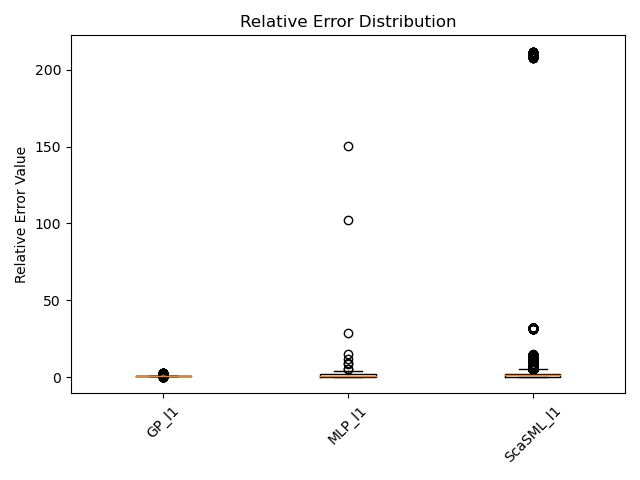 Relative Error Distribution
Relative Error Value
200
150
100
50
0
GP_l1
MLP_l1
ScaSML_l1